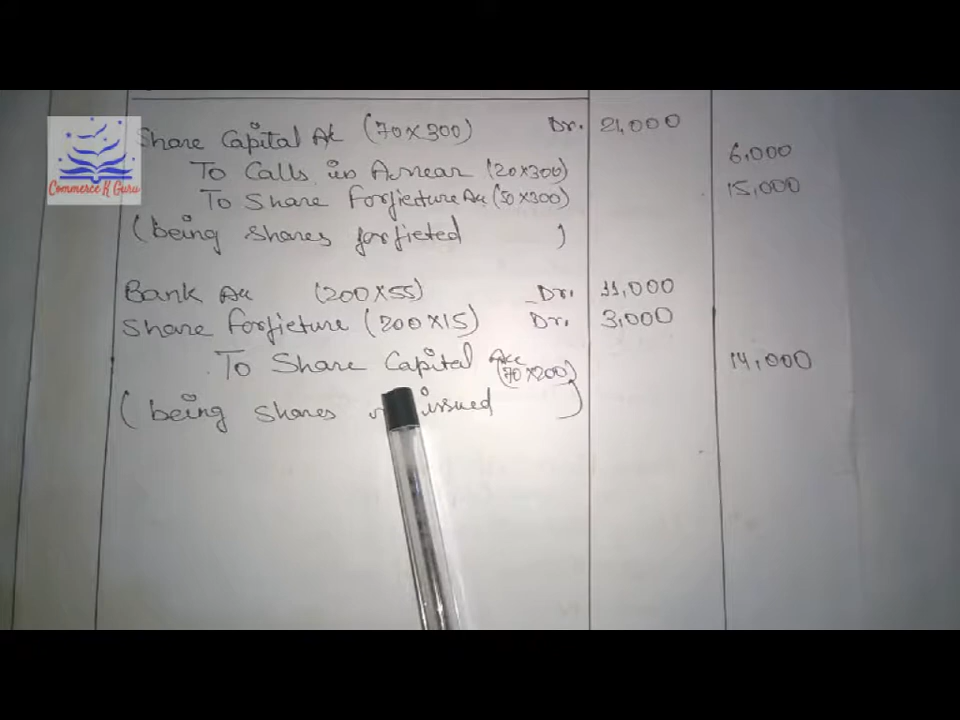 Share Capital A/c (70×300) Dr. 21,000
To Calls in Arrear (20×300) 6,000
To Share Forfieture A/c (50×300) 15,000
(being shares forfieted )
Bank A/c (200×55) Dr. 11,000
Share Forfieture (200×15) Dr. 3,000
To Share Capital A/c (70×200) 14,000
(being shares issued )
Commerce K Guru